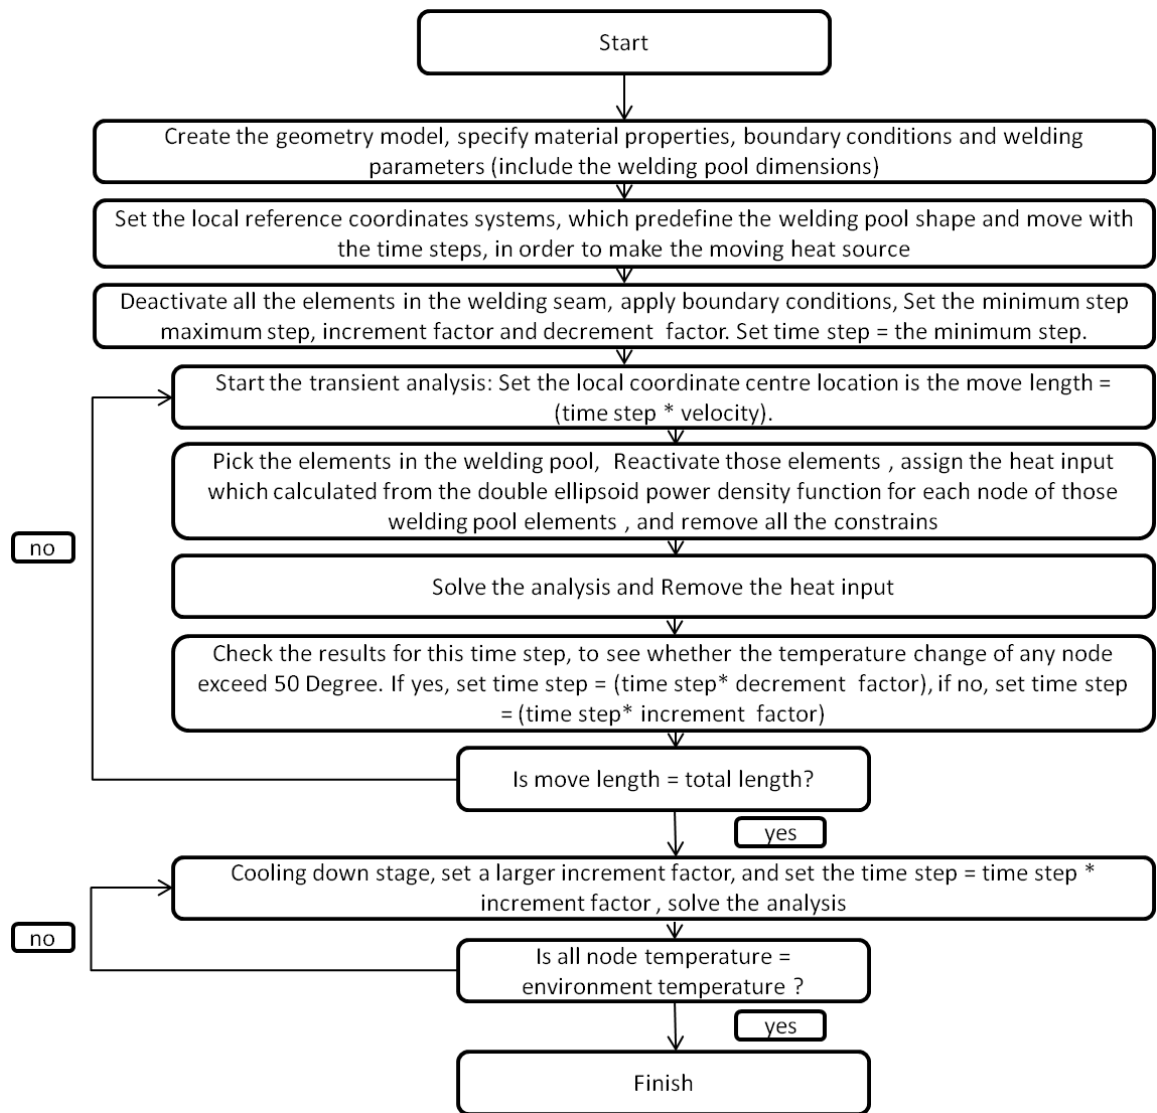 Start
Create the geometry model, specify material properties, boundary conditions and welding
parameters (include the welding pool dimensions)
Set the local reference coordinates systems, which predefine the welding pool shape and move with
the time steps, in order to make the moving heat source
Deactivate all the elements in the welding seam, apply boundary conditions, Set the minimum step
maximum step, increment factor and decrement factor. Set time step = the minimum step.
Start the transient analysis: Set the local coordinate centre location is the move length =
(time step * velocity).
Pick the elements in the welding pool, Reactivate those elements , assign the heat input
which calculated from the double ellipsoid power density function for each node of those
welding pool elements , and remove all the constrains
no
Solve the analysis and Remove the heat input
Check the results for this time step, to see whether the temperature change of any node
exceed 50 Degree. If yes, set time step = (time step* decrement factor), if no, set time step
= (time step* increment factor)
Is move length = total length?
yes
Cooling down stage, set a larger increment factor, and set the time step = time step *
increment factor , solve the analysis
no
Is all node temperature =
environment temperature ?
yes
Finish